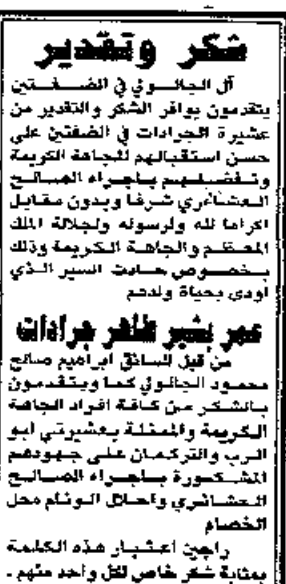 شكر وتقدير
آل الجالودي في الضفتين
يتقدمون بوافر الشكر والتقدير من
عشيرة الجرادات في الضفتين على
حسن استقبالهم للجاهة الكريمة
وتفضلهم باجراء الصالح
العشائري شرفا وبدون مقابل
اكراما لله ولرسوله ولجلالة الملك
المعظم والجاهة الكريمة وذلك
بخصوص حادث السير الذي
اودى بحياة ولدهم
عمر بشير ظاهر جرادات
من قبل السائق ابراهيم صالح
محمود الجالودي كما ويتقدمون
بالشكر من كافة افراد الجاهة
الكريمة والممثلة بعشيرتي ابو
الرب والتركمان على جهودهم
المشكورة باجراء الصالح
العشائري واحلال الوئام محل
الخصام
راجين اعتبار هذه الكلمة
بمثابة شكر خاص لكل واحد منهم .